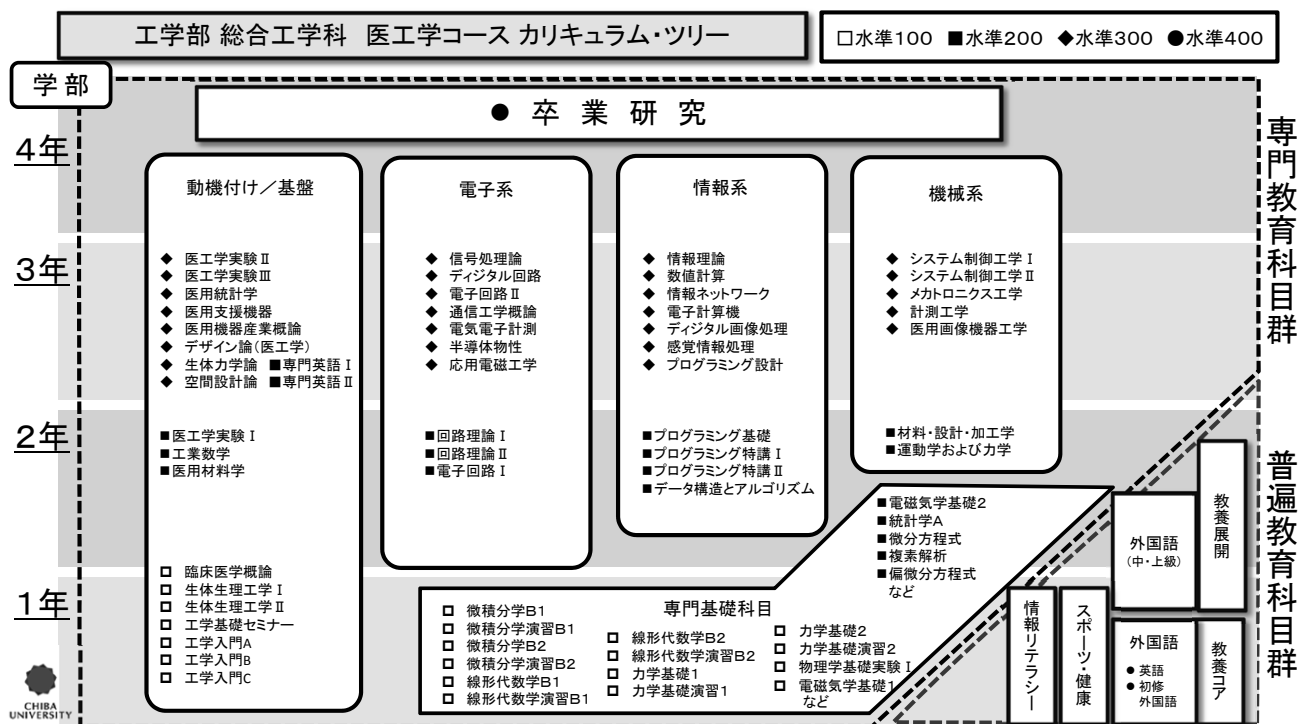 工学部 総合工学科 医工学コース カリキュラム・ツリー
□水準100 ■水準200 ◆水準300 ●水準400
学部
● 卒業研究
4年
3年
2年
1年
動機付け／基盤
◆ 医工学実験Ⅱ
◆ 医工学実験Ⅲ
◆ 医用統計学
◆ 医用支援機器
◆ 医用機器産業概論
◆ デザイン論（医工学）
◆ 生体力学論 ■専門英語Ⅰ
◆ 空間設計論 ■専門英語Ⅱ
■医工学実験Ⅰ
■工業数学
■医用材料学
□ 臨床医学概論
□ 生体生理工学Ⅰ
□ 生体生理工学Ⅱ
□ 工学基礎セミナー
□ 工学入門A
□ 工学入門B
□ 工学入門C
電子系
◆ 信号処理論
◆ ディジタル回路
◆ 電子回路Ⅱ
◆ 通信工学概論
◆ 電気電子計測
◆ 半導体物性
◆ 応用電磁工学
■回路理論Ⅰ
■回路理論Ⅱ
■電子回路Ⅰ
情報系
◆ 情報理論
◆ 数値計算
◆ 情報ネットワーク
◆ 電子計算機
◆ ディジタル画像処理
◆ 感覚情報処理
◆ プログラミング設計
■プログラミング基礎
■プログラミング特講Ⅰ
■プログラミング特講Ⅱ
■データ構造とアルゴリズム
機械系
◆ システム制御工学Ⅰ
◆ システム制御工学Ⅱ
◆ メカトロニクス工学
◆ 計測工学
◆ 医用画像機器工学
■材料・設計・加工学
■運動学および力学
専門基礎科目
□ 微積分学B1
□ 微積分学演習B1
□ 微積分学B2
□ 微積分学演習B2
□ 線形代数学B1
□ 線形代数学演習B1
□ 線形代数学B2
□ 線形代数学演習B2
□ 力学基礎1
□ 力学基礎演習1
□ 力学基礎2
□ 力学基礎演習2
□ 物理学基礎実験Ⅰ
□ 電磁気学基礎1
など
■電磁気学基礎2
■統計学A
■微分方程式
■複素解析
■偏微分方程式
など
専門教育科目群
普遍教育科目群
情報リテラシー
スポーツ・健康
外国語
（中・上級）
外国語
● 英語
● 初修
外国語
教養展開
教養コア
CHIBA
UNIVERSITY